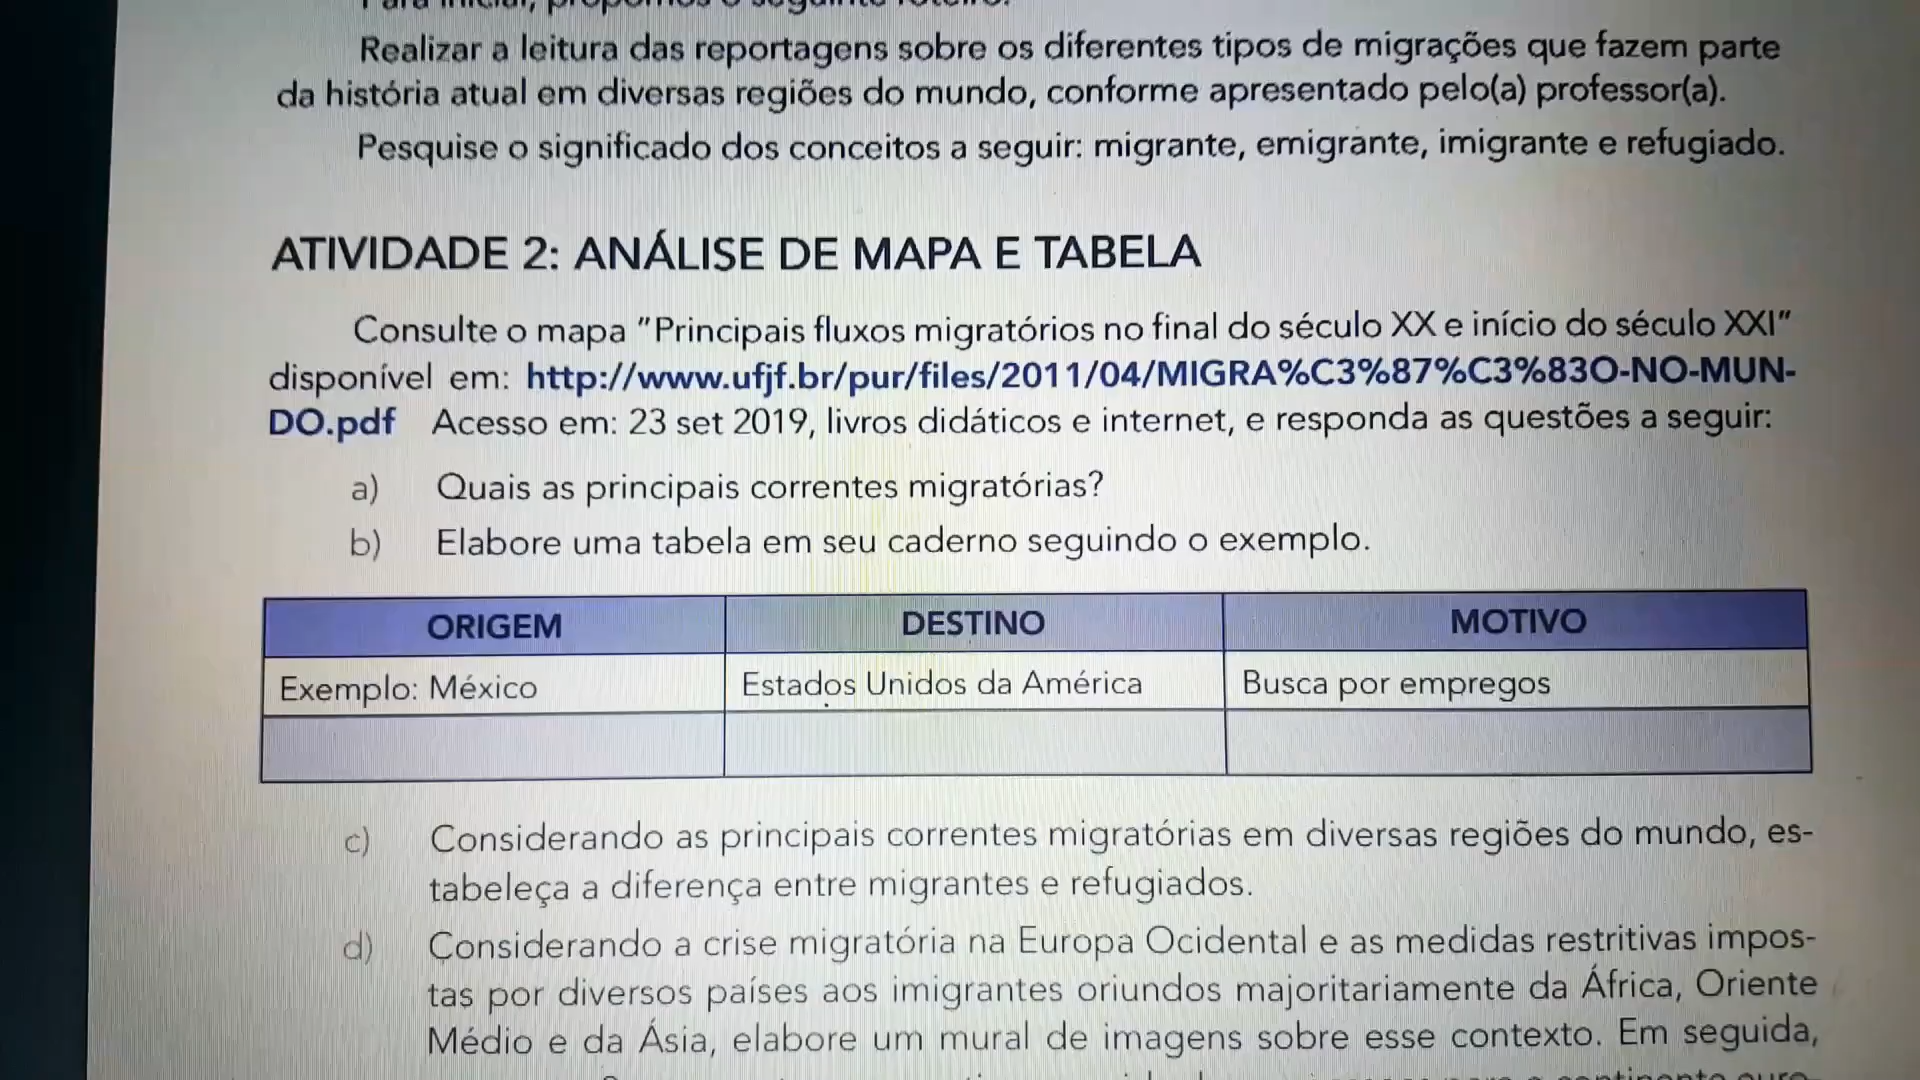 Para iniciar, propomos o seguinte roteiro:
Realizar a leitura das reportagens sobre os diferentes tipos de migrações que fazem parte
da história atual em diversas regiões do mundo, conforme apresentado pelo(a) professor(a).
Pesquise o significado dos conceitos a seguir: migrante, emigrante, imigrante e refugiado.
ATIVIDADE 2: ANÁLISE DE MAPA E TABELA
Consulte o mapa "Principais fluxos migratórios no final do século XX e início do século XXI"
disponível em: http://www.ufjf.br/pur/files/2011/04/MIGRA%C3%87%C3%83O-NO-MUN-
DO.pdf Acesso em: 23 set 2019, livros didáticos e internet, e responda as questões a seguir:
a) Quais as principais correntes migratórias?
b) Elabore uma tabela em seu caderno seguindo o exemplo.
ORIGEM DESTINO MOTIVO
Exemplo: México Estados Unidos da América Busca por empregos
c) Considerando as principais correntes migratórias em diversas regiões do mundo, es-
tabeleça a diferença entre migrantes e refugiados.
d) Considerando a crise migratória na Europa Ocidental e as medidas restritivas impos-
tas por diversos países aos imigrantes oriundos majoritariamente da África, Oriente
Médio e da Ásia, elabore um mural de imagens sobre esse contexto. Em seguida,